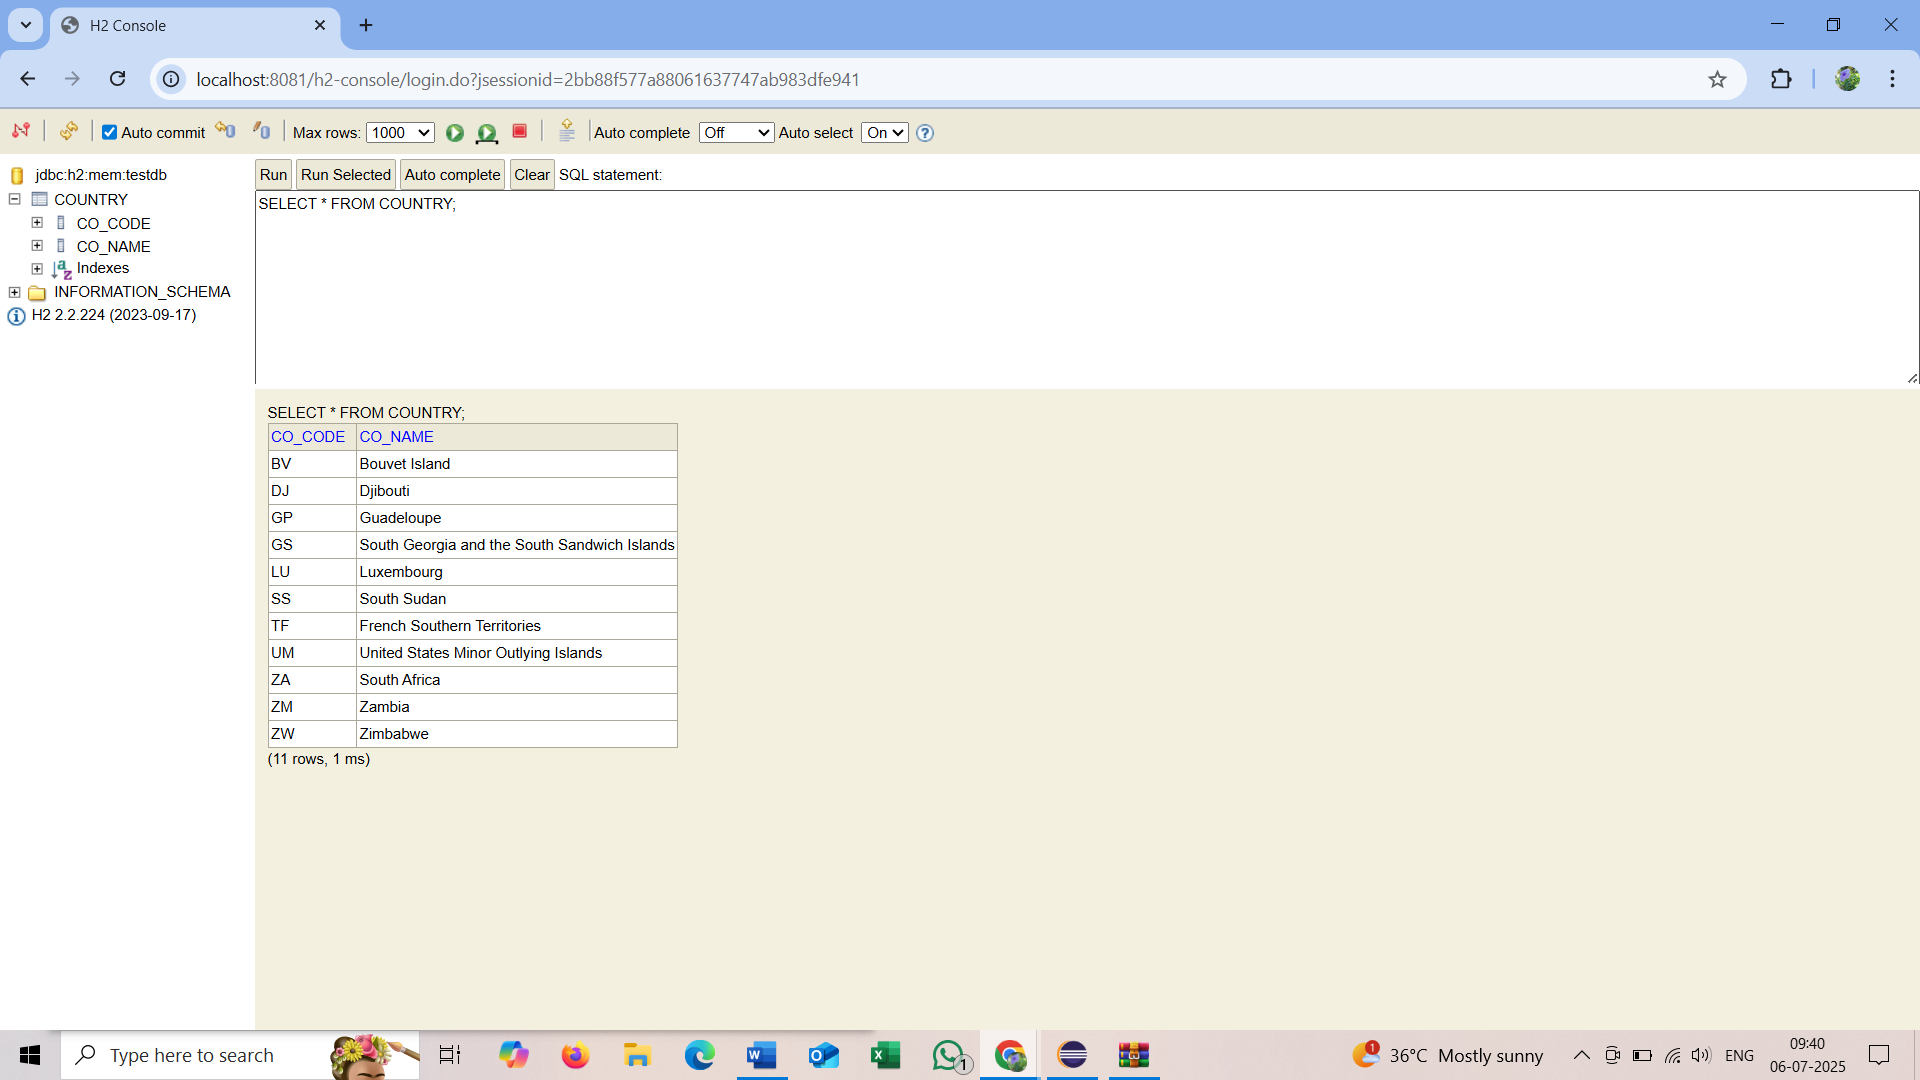 H2 Console
localhost:8081/h2-console/login.do?jsessionid=2bb88f577a88061637747ab983dfe941
Auto commit Max rows: 1000 Auto complete Off Auto select On
jdbc:h2:mem:testdb
COUNTRY
CO_CODE
CO_NAME
Indexes
INFORMATION_SCHEMA
H2 2.2.224 (2023-09-17)
Run Run Selected Auto complete Clear SQL statement:
SELECT * FROM COUNTRY;
SELECT * FROM COUNTRY;
CO_CODE CO_NAME
BV Bouvet Island
DJ Djibouti
GP Guadeloupe
GS South Georgia and the South Sandwich Islands
LU Luxembourg
SS South Sudan
TF French Southern Territories
UM United States Minor Outlying Islands
ZA South Africa
ZM Zambia
ZW Zimbabwe
(11 rows, 1 ms)
Type here to search
1
1
36°C Mostly sunny
ENG
09:40
06-07-2025